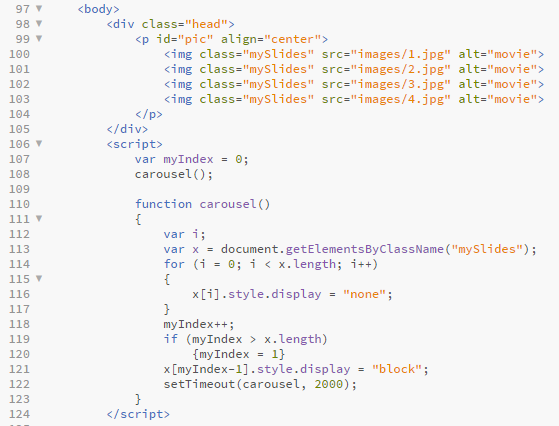 97 ▼ <body>
98 ▼ <div class="head">
99 ▼ <p id="pic" align="center">
100 <img class="mySlides" src="images/1.jpg" alt="movie">
101 <img class="mySlides" src="images/2.jpg" alt="movie">
102 <img class="mySlides" src="images/3.jpg" alt="movie">
103 <img class="mySlides" src="images/4.jpg" alt="movie">
104 </p>
105 </div>
106 ▼ <script>
107 var myIndex = 0;
108 carousel();
109
110 function carousel()
111 ▼ {
112 var i;
113 var x = document.getElementsByClassName("mySlides");
114 for (i = 0; i < x.length; i++)
115 ▼ {
116 x[i].style.display = "none";
117 }
118 myIndex++;
119 if (myIndex > x.length)
120 {myIndex = 1}
121 x[myIndex-1].style.display = "block";
122 setTimeout(carousel, 2000);
123 }
124 </script>